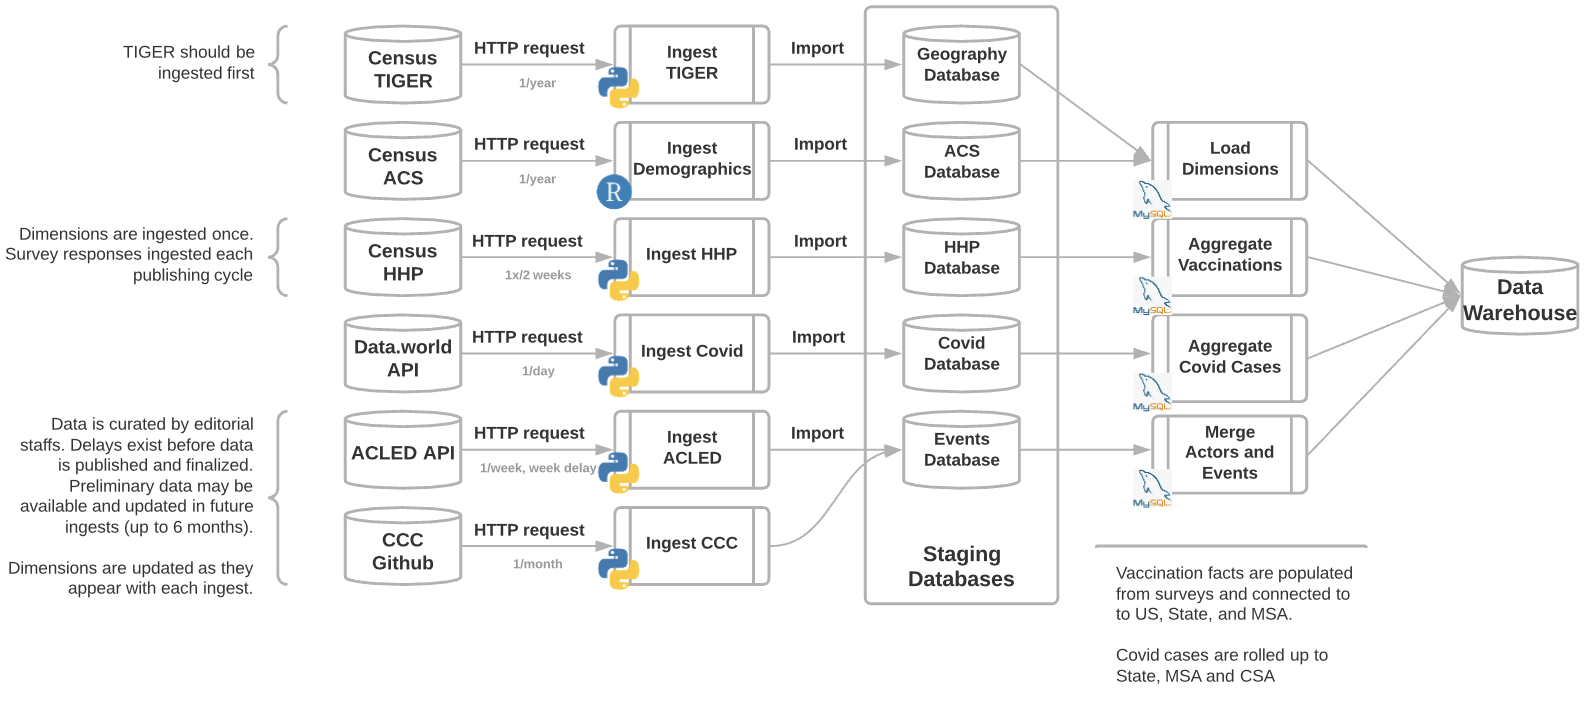 TIGER should be
ingested first
Census
TIGER
HTTP request
1/year
Ingest
TIGER
Import
Geography
Database
Census
ACS
HTTP request
1/year
Ingest
Demographics
R
Import
ACS
Database
Load
Dimensions
MySQL
Dimensions are ingested once.
Survey responses ingested each
publishing cycle
Census
HHP
HTTP request
1x/2 weeks
Ingest HHP
Import
HHP
Database
Aggregate
Vaccinations
MySQL
Data
Warehouse
Data.world
API
HTTP request
1/day
Ingest Covid
Import
Covid
Database
Aggregate
Covid Cases
MySQL
Data is curated by editorial
staffs. Delays exist before data
is published and finalized.
Preliminary data may be
available and updated in future
ingests (up to 6 months).
Dimensions are updated as they
appear with each ingest.
ACLED API
HTTP request
1/week, week delay
Ingest
ACLED
Import
Events
Database
Merge
Actors and
Events
MySQL
CCC
Github
HTTP request
1/month
Ingest CCC
Staging
Databases
Vaccination facts are populated
from surveys and connected to
to US, State, and MSA.
Covid cases are rolled up to
State, MSA and CSA